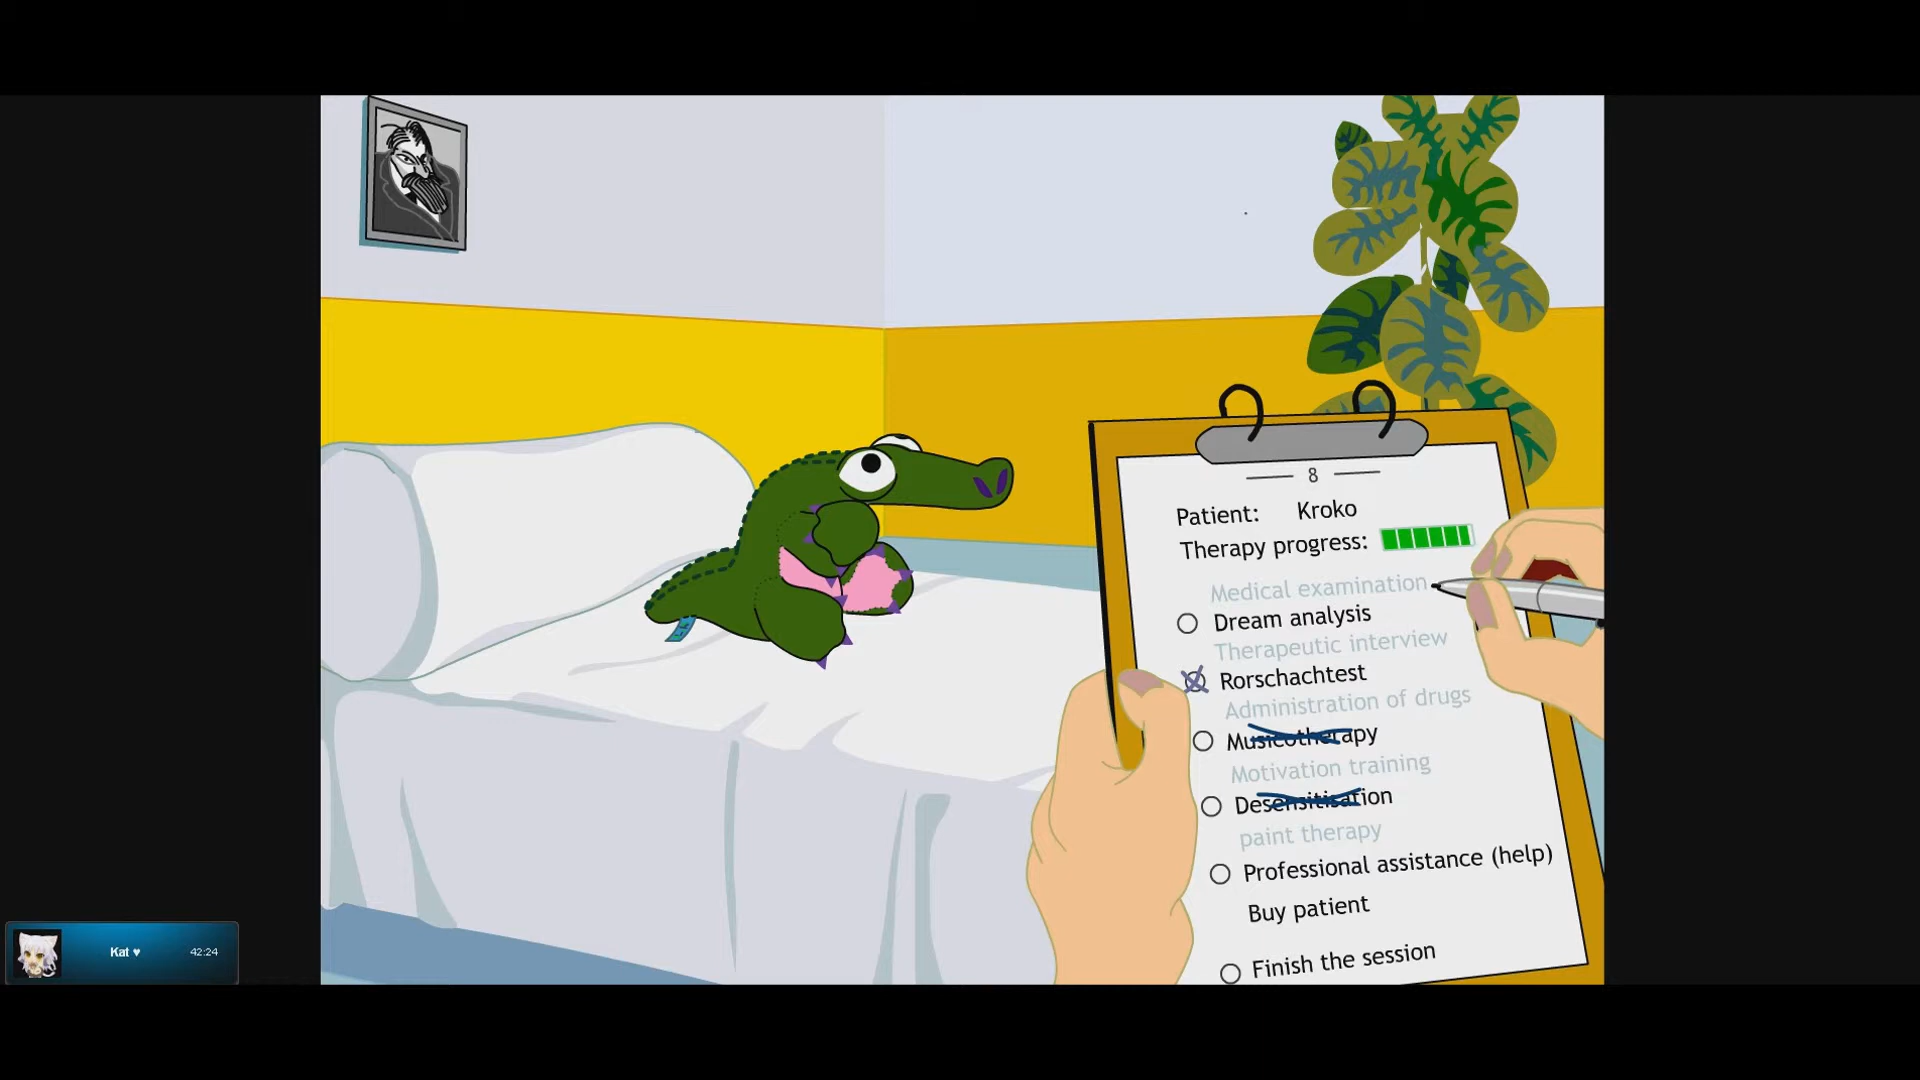 8
Patient: Kroko
Therapy progress:
Medical examination
Dream analysis
Therapeutic interview
Rorschachtest
Administration of drugs
Musicotherapy
Motivation training
Desensitisation
paint therapy
Professional assistance (help)
Buy patient
Finish the session
Kat ♥ 42:24